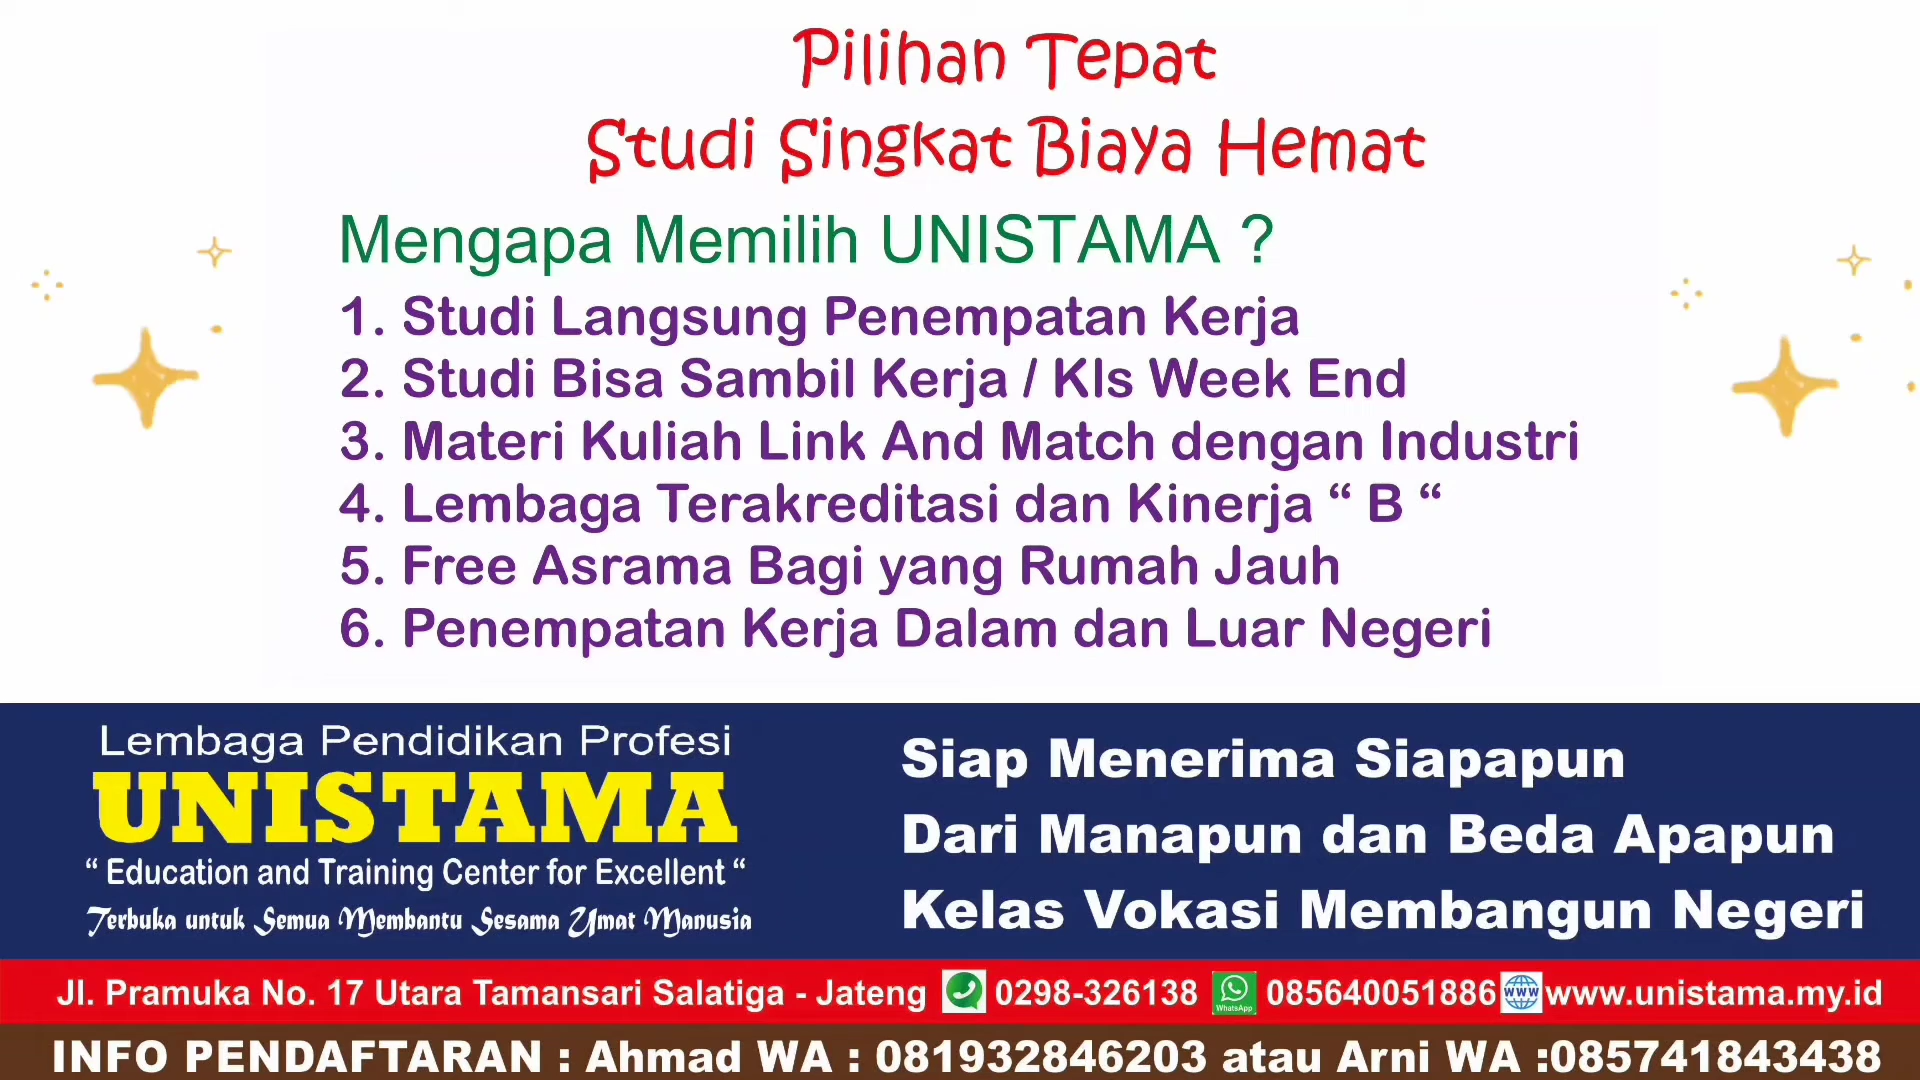 Pilihan Tepat
Studi Singkat Biaya Hemat
Mengapa Memilih UNISTAMA ?
1. Studi Langsung Penempatan Kerja
2. Studi Bisa Sambil Kerja / Kls Week End
3. Materi Kuliah Link And Match dengan Industri
4. Lembaga Terakreditasi dan Kinerja “ B “
5. Free Asrama Bagi yang Rumah Jauh
6. Penempatan Kerja Dalam dan Luar Negeri
Lembaga Pendidikan Profesi
UNISTAMA
“ Education and Training Center for Excellent “
Terbuka untuk Semua Membantu Sesama Umat Manusia
Siap Menerima Siapapun
Dari Manapun dan Beda Apapun
Kelas Vokasi Membangun Negeri
Jl. Pramuka No. 17 Utara Tamansari Salatiga - Jateng 0298-326138 WhatsApp 085640051886 WWW www.unistama.my.id
INFO PENDAFTARAN : Ahmad WA : 081932846203 atau Arni WA :085741843438